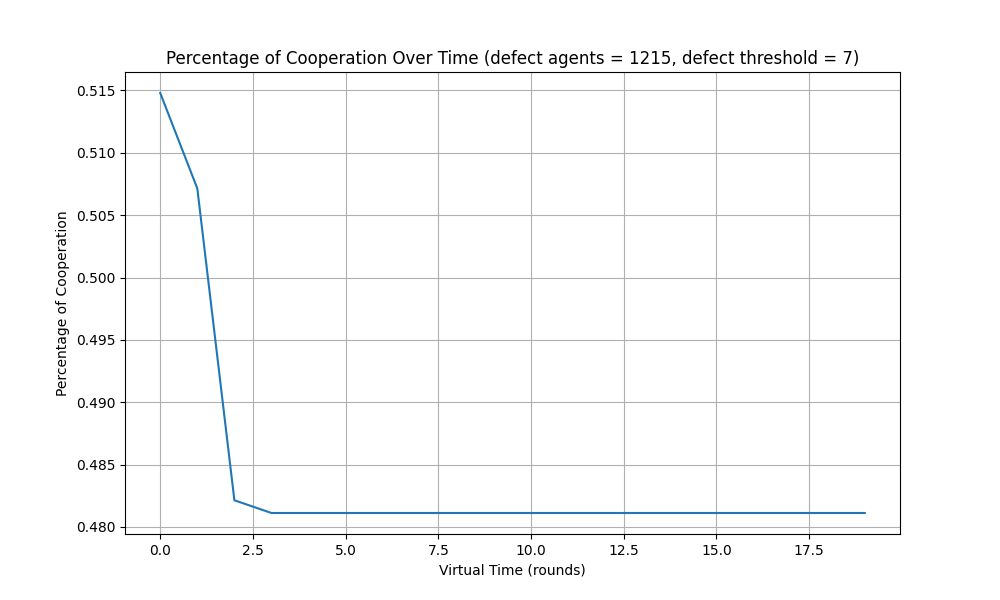 Percentage of Cooperation Over Time (defect agents = 1215, defect threshold = 7)
Percentage of Cooperation
0.515
0.510
0.505
0.500
0.495
0.490
0.485
0.480
0.0 2.5 5.0 7.5 10.0 12.5 15.0 17.5
Virtual Time (rounds)